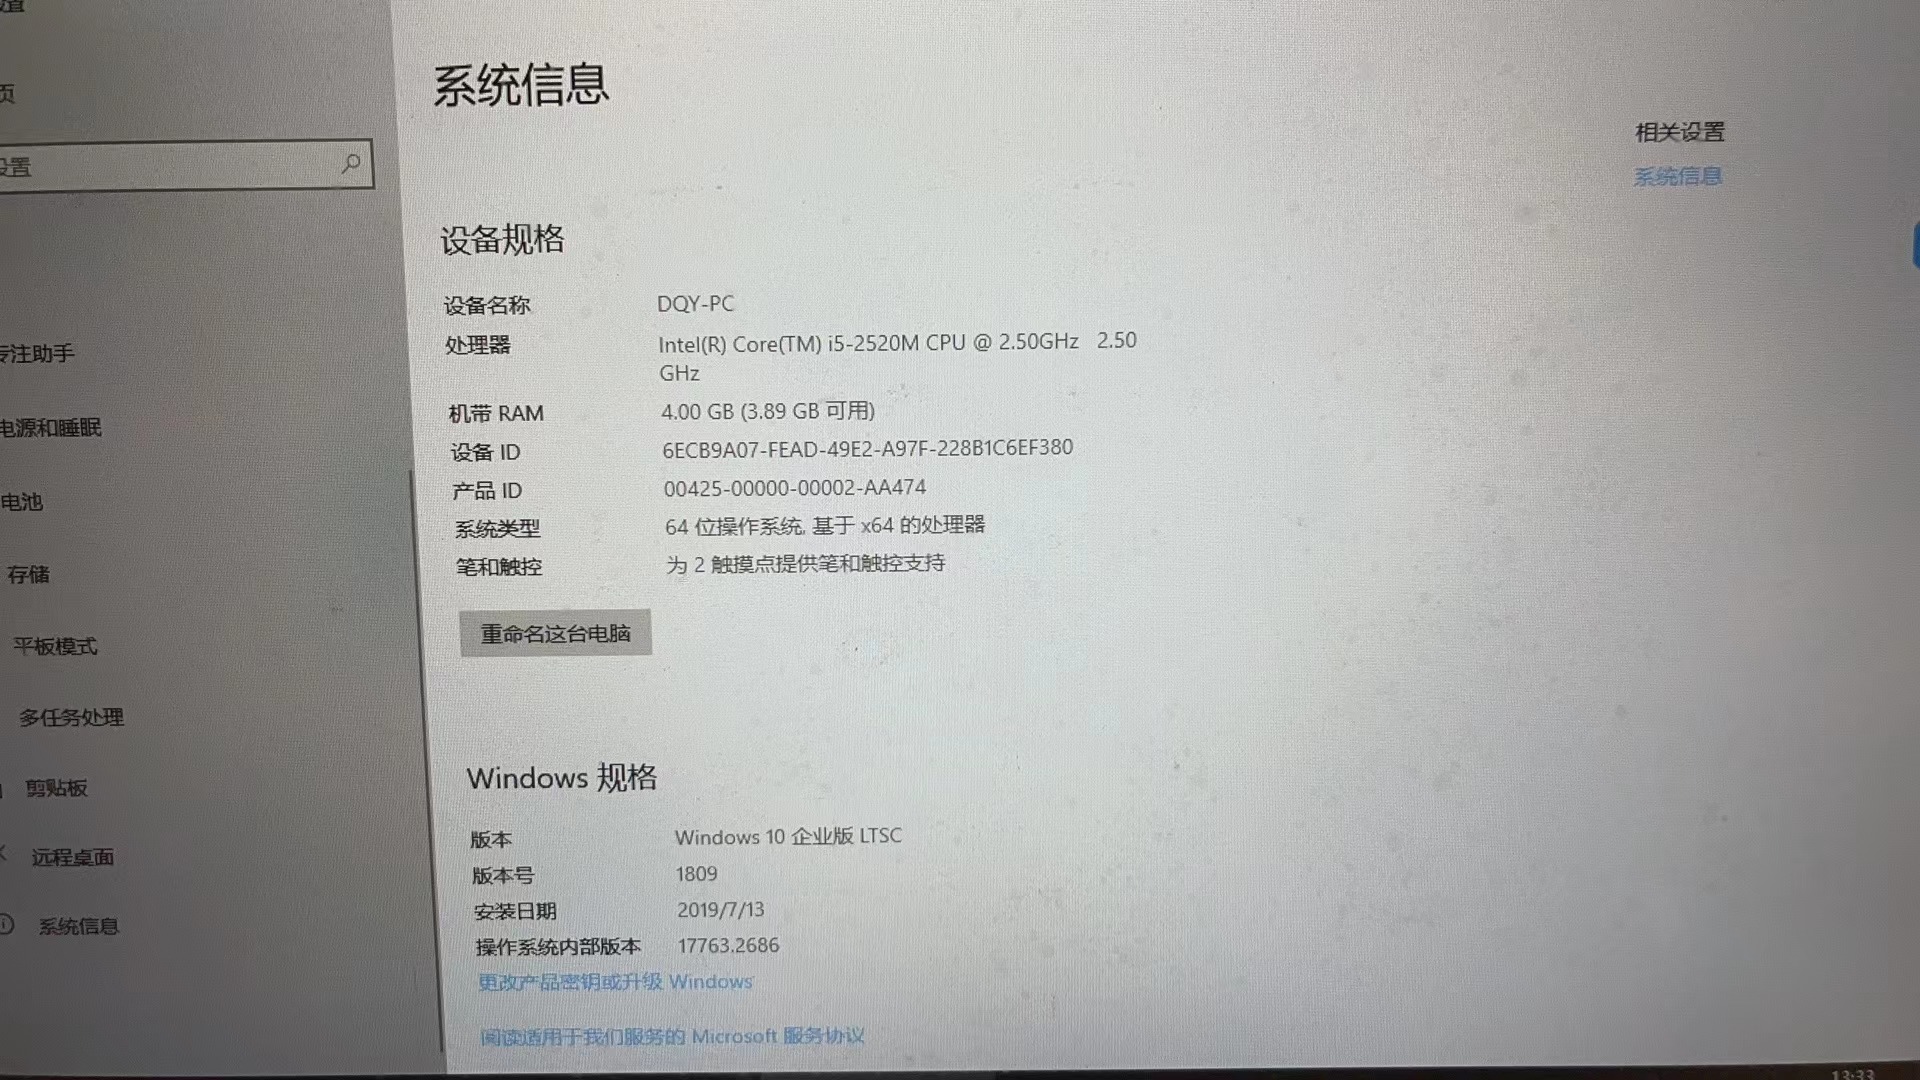 页
设置
专注助手
电源和睡眠
电池
存储
平板模式
多任务处理
剪贴板
远程桌面
系统信息
系统信息
设备规格
设备名称 DQY-PC
处理器 Intel(R) Core(TM) i5-2520M CPU @ 2.50GHz 2.50
GHz
机带 RAM 4.00 GB (3.89 GB 可用)
设备 ID 6ECB9A07-FEAD-49E2-A97F-228B1C6EF380
产品 ID 00425-00000-00002-AA474
系统类型 64 位操作系统, 基于 x64 的处理器
笔和触控 为 2 触摸点提供笔和触控支持
重命名这台电脑
Windows 规格
版本 Windows 10 企业版 LTSC
版本号 1809
安装日期 2019/7/13
操作系统内部版本 17763.2686
更改产品密钥或升级 Windows
阅读适用于我们服务的 Microsoft 服务协议
相关设置
系统信息
13:33